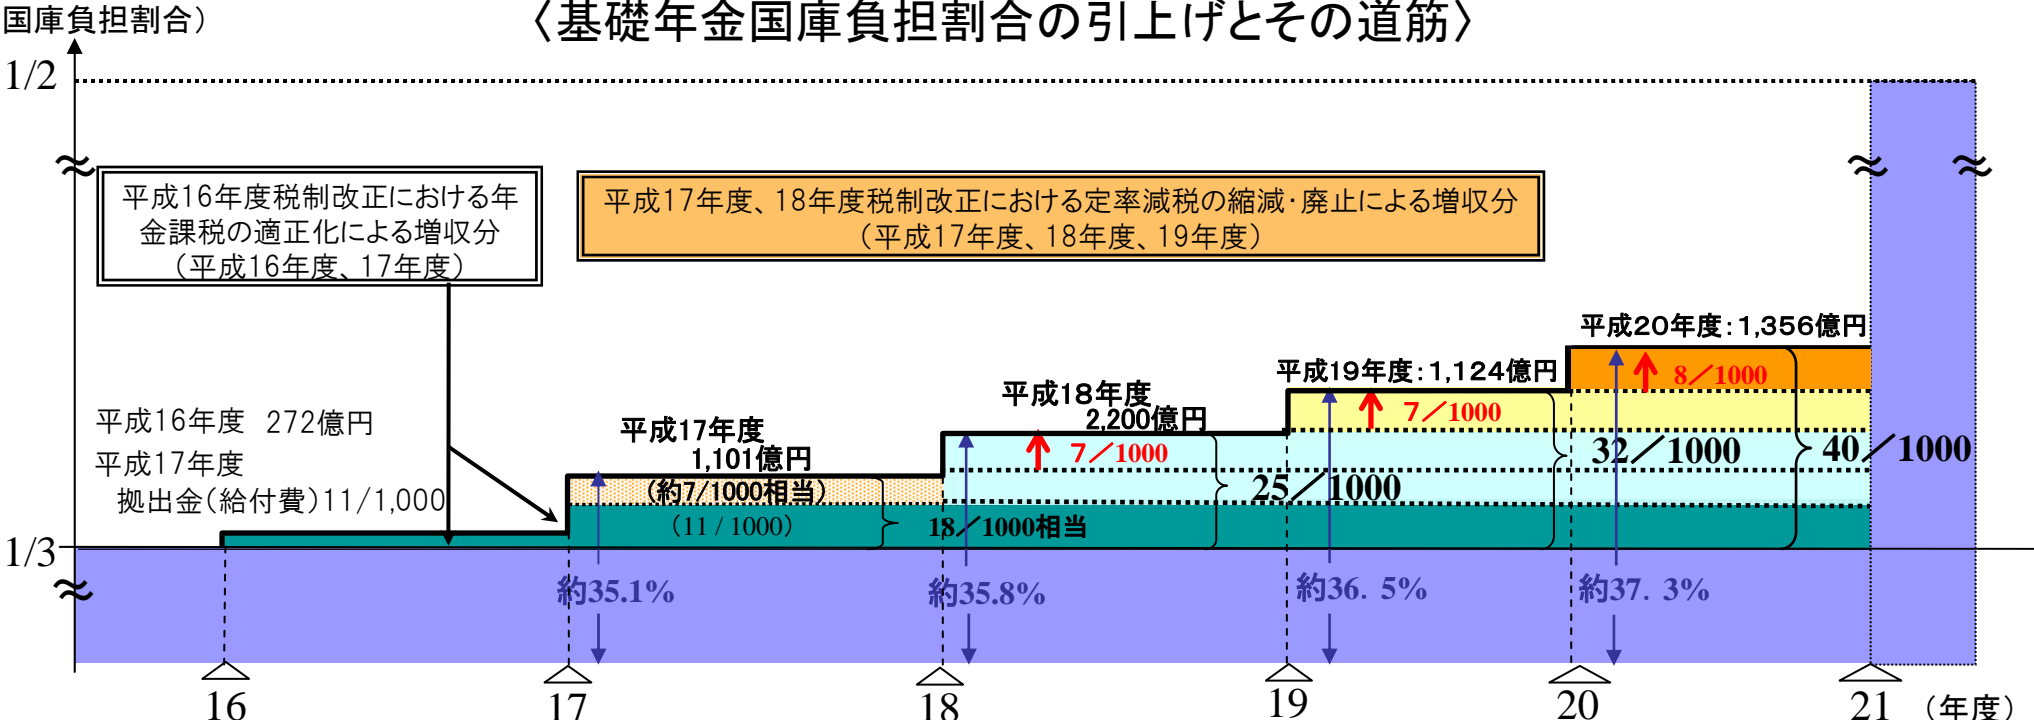 〈基礎年金国庫負担割合の引上げとその道筋〉
国庫負担割合）
1/2
平成16年度税制改正における年
金課税の適正化による増収分
（平成16年度、17年度）
平成17年度、18年度税制改正における定率減税の縮減・廃止による増収分
（平成17年度、18年度、19年度）
平成16年度 272億円
平成17年度
拠出金（給付費）11/1,000
平成17年度
1,101億円
（約7/1000相当）
（11 / 1000）
18／1000相当
平成18年度
2,200億円
7／1000
25／1000
平成19年度：1,124億円
7／1000
32／1000
平成20年度：1,356億円
8／1000
40／1000
1/3
約35.1%
約35.8%
約36．5%
約37．3%
16
17
18
19
20
21
（年度）